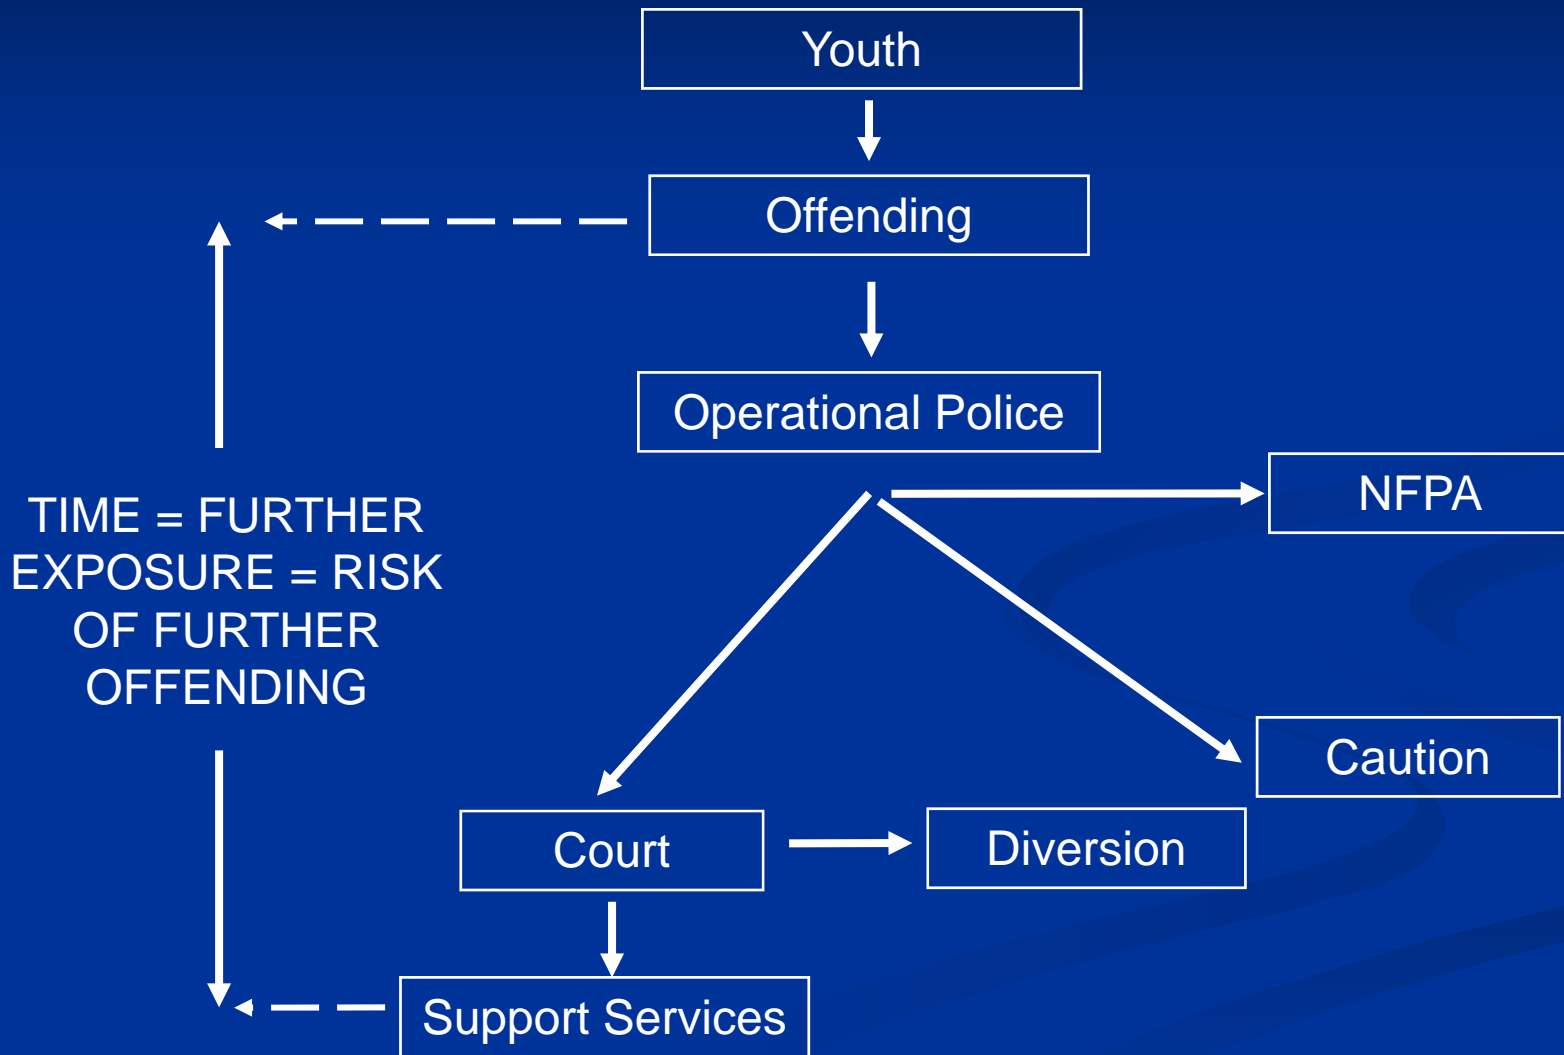 Youth
Offending
Operational Police
NFPA
TIME = FURTHER
EXPOSURE = RISK
OF FURTHER
OFFENDING
Caution
Court
Diversion
Support Services